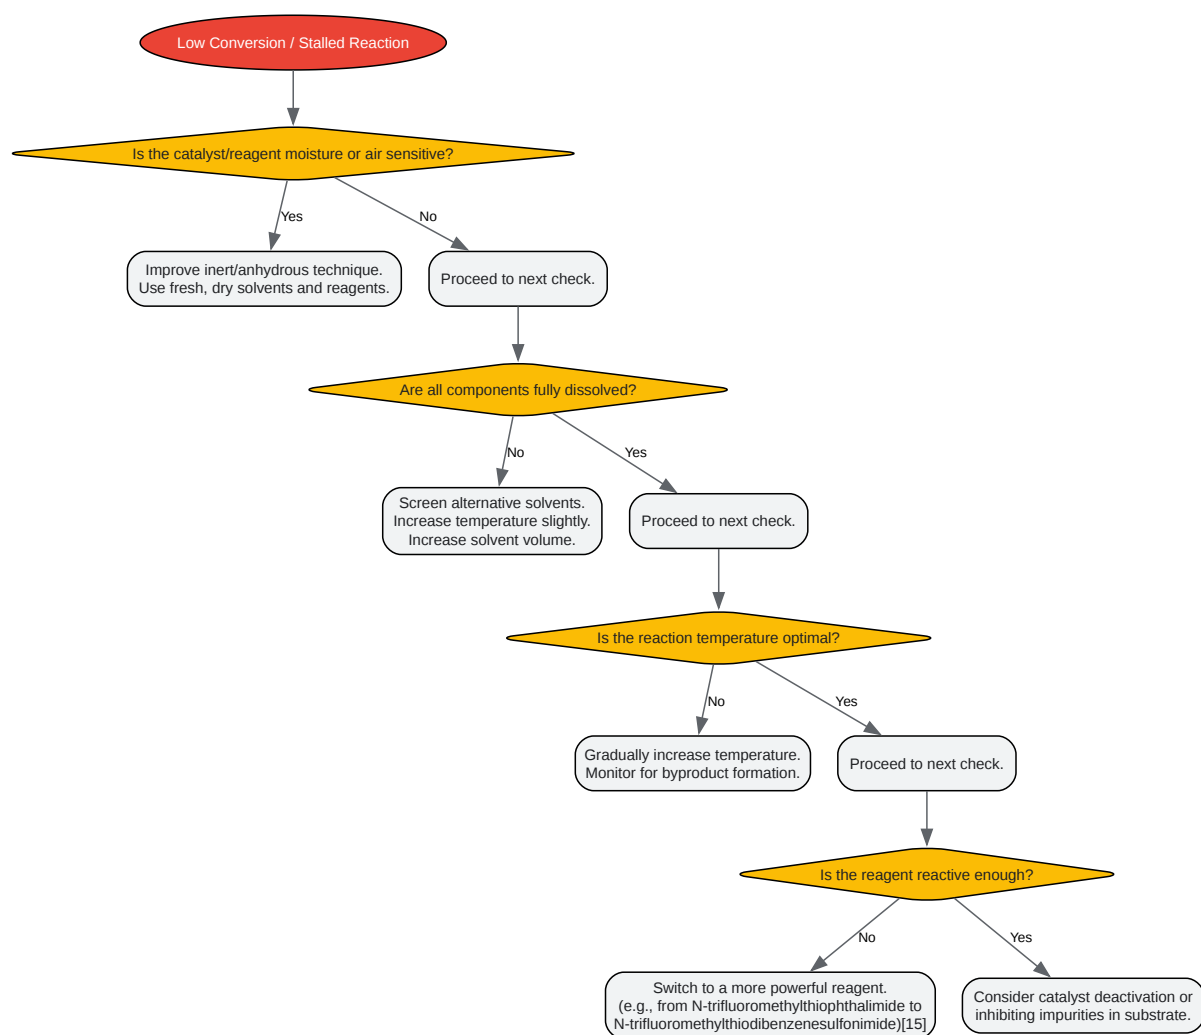 Low Conversion / Stalled Reaction
Is the catalyst/reagent moisture or air sensitive?
Yes
No
Improve inert/anhydrous technique.
Use fresh, dry solvents and reagents.
Proceed to next check.
Are all components fully dissolved?
No
Yes
Screen alternative solvents.
Increase temperature slightly.
Increase solvent volume.
Proceed to next check.
Is the reaction temperature optimal?
No
Yes
Gradually increase temperature.
Monitor for byproduct formation.
Proceed to next check.
Is the reagent reactive enough?
No
Yes
Switch to a more powerful reagent.
(e.g., from N-trifluoromethylthiophthalimide to
N-trifluoromethylthiodibenzenesulfonimide)[15]
Consider catalyst deactivation or
inhibiting impurities in substrate.